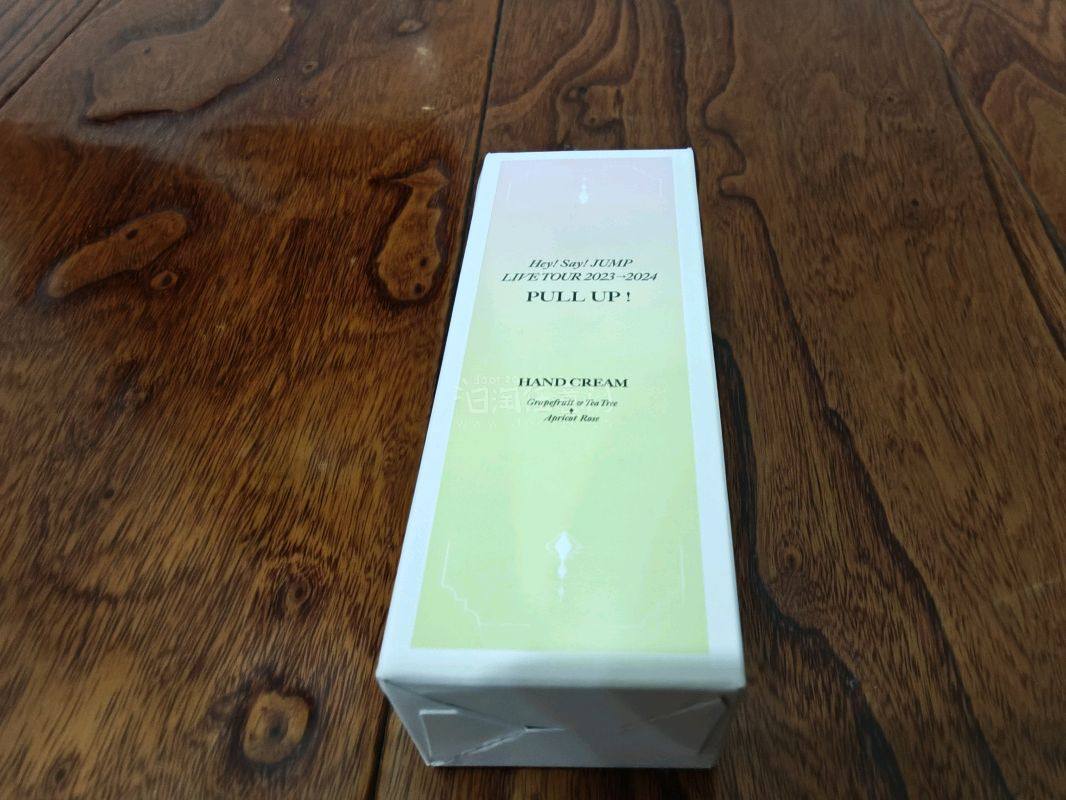 Hey! Say! JUMP
LIVE TOUR 2023→2024
PULL UP !
HAND CREAM
Grapefruit & Tea Tree
Apricot Rose